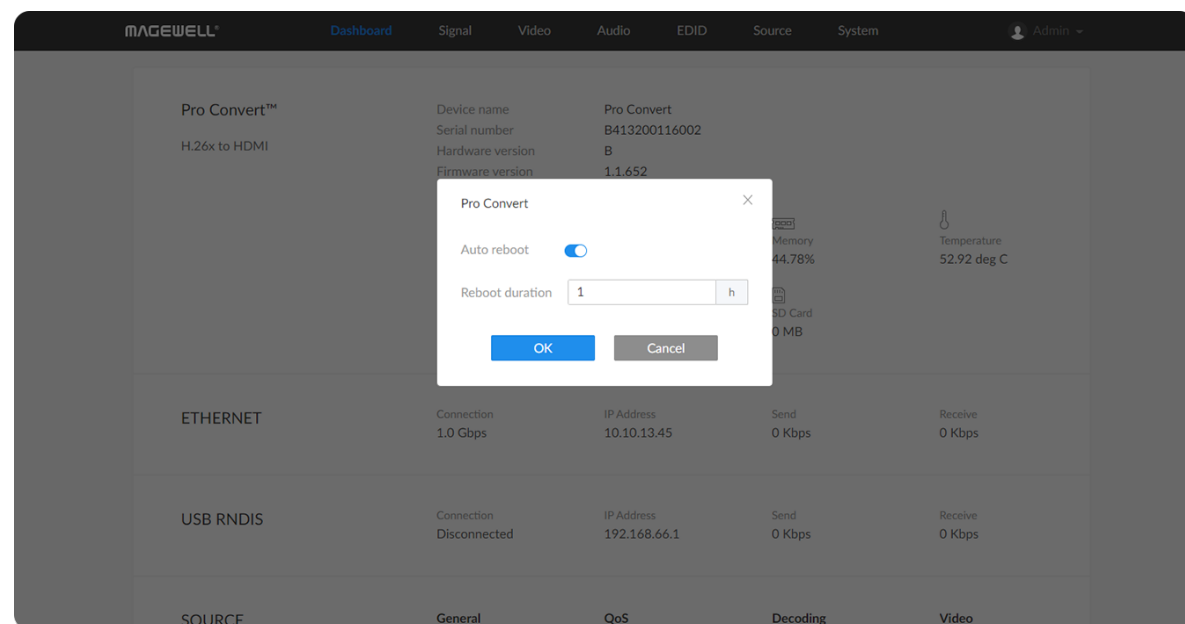 MAGEWELL®
Dashboard Signal Video Audio EDID Source System Admin
Pro Convert™
H.26x to HDMI
Device name Pro Convert
Serial number B413200116002
Hardware version B
Firmware version 1.1.652
Pro Convert
Auto reboot
Reboot duration 1 h
OK Cancel
Memory
44.78%
Temperature
52.92 deg C
SD Card
0 MB
ETHERNET
Connection IP Address Send Receive
1.0 Gbps 10.10.13.45 0 Kbps 0 Kbps
USB RNDIS
Connection IP Address Send Receive
Disconnected 192.168.66.1 0 Kbps 0 Kbps
SOURCE General QoS Decoding Video